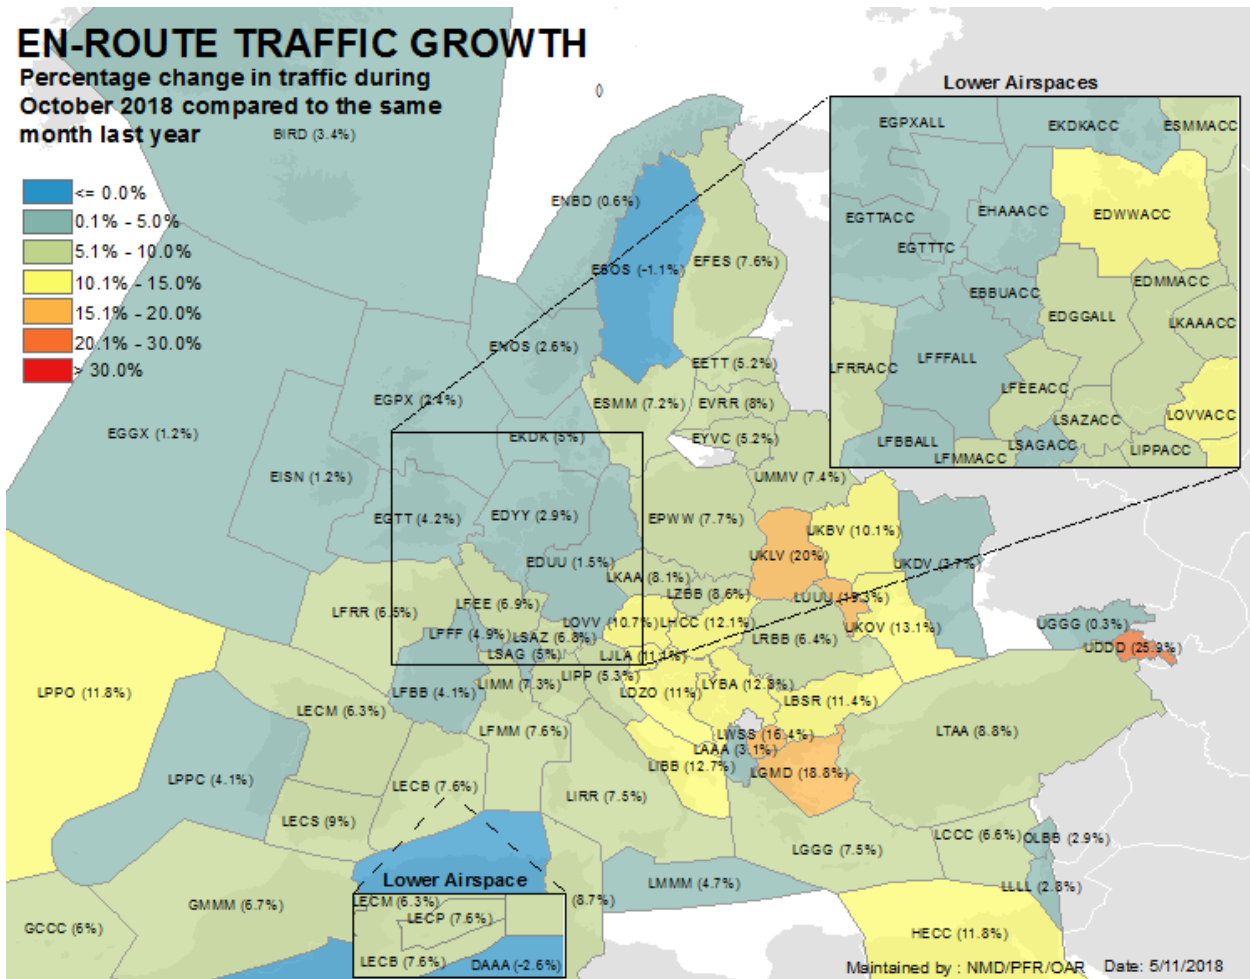 EN-ROUTE TRAFFIC GROWTH
Percentage change in traffic during
October 2018 compared to the same
month last year
<= 0.0%
0.1% - 5.0%
5.1% - 10.0%
10.1% - 15.0%
15.1% - 20.0%
20.1% - 30.0%
> 30.0%
0
Lower Airspaces
EGPXALL
EKDKACC
ESMMACC
EGTTACC
EHAAACC
EDWWACC
EGTTTC
EBBUACC
EDMMACC
EDGGALL
LKAAACC
LFRRACC
LFFFALL
LFEEACC
LSAZACC
LOVVACC
LFBBALL
LSAGACC
LIPPACC
LFMMACC
BIRD (3.4%)
ENBD (0.6%)
ESOS (-1.1%)
EFES (7.6%)
ENOS (2.6%)
EETT (5.2%)
EGPX (2.4%)
ESMM (7.2%)
EVRR (8%)
EGGX (1.2%)
EKDK (5%)
EYVC (5.2%)
EISN (1.2%)
UMMV (7.4%)
EGTT (4.2%)
EDYY (2.9%)
EPWW (7.7%)
UKBV (10.1%)
UKLV (20%)
UKDV (3.7%)
EDUU (1.5%)
LKAA (8.1%)
LZBB (8.6%)
LUUU (19.3%)
LFRR (6.5%)
LFEE (6.9%)
LFFF (4.9%)
LSAZ (6.8%)
LOVV (10.7%)
LHCC (12.1%)
UKOV (13.1%)
UGGG (0.3%)
LSAG (5%)
LJLA (11.1%)
LRBB (6.4%)
UDDD (25.9%)
LPPO (11.8%)
LFBB (4.1%)
LIMM (7.3%)
LIPP (5.3%)
LDZO (11%)
LYBA (12.8%)
LBSR (11.4%)
LECM (6.3%)
LFMM (7.6%)
LWSS (16.4%)
LTAA (8.8%)
LAAA (3.1%)
LIBB (12.7%)
LGMD (18.8%)
LPPC (4.1%)
LECB (7.6%)
LIRR (7.5%)
LECS (9%)
LCCC (6.6%)
OLBB (2.9%)
LGGG (7.5%)
Lower Airspace
LMMM (4.7%)
LLLL (2.8%)
LECM (6.3%)
(8.7%)
GMMM (6.7%)
LECP (7.6%)
GCCC (6%)
HECC (11.8%)
LECB (7.6%)
DAAA (-2.6%)
Maintained by : NMD/PFR/OAR Date: 5/11/2018